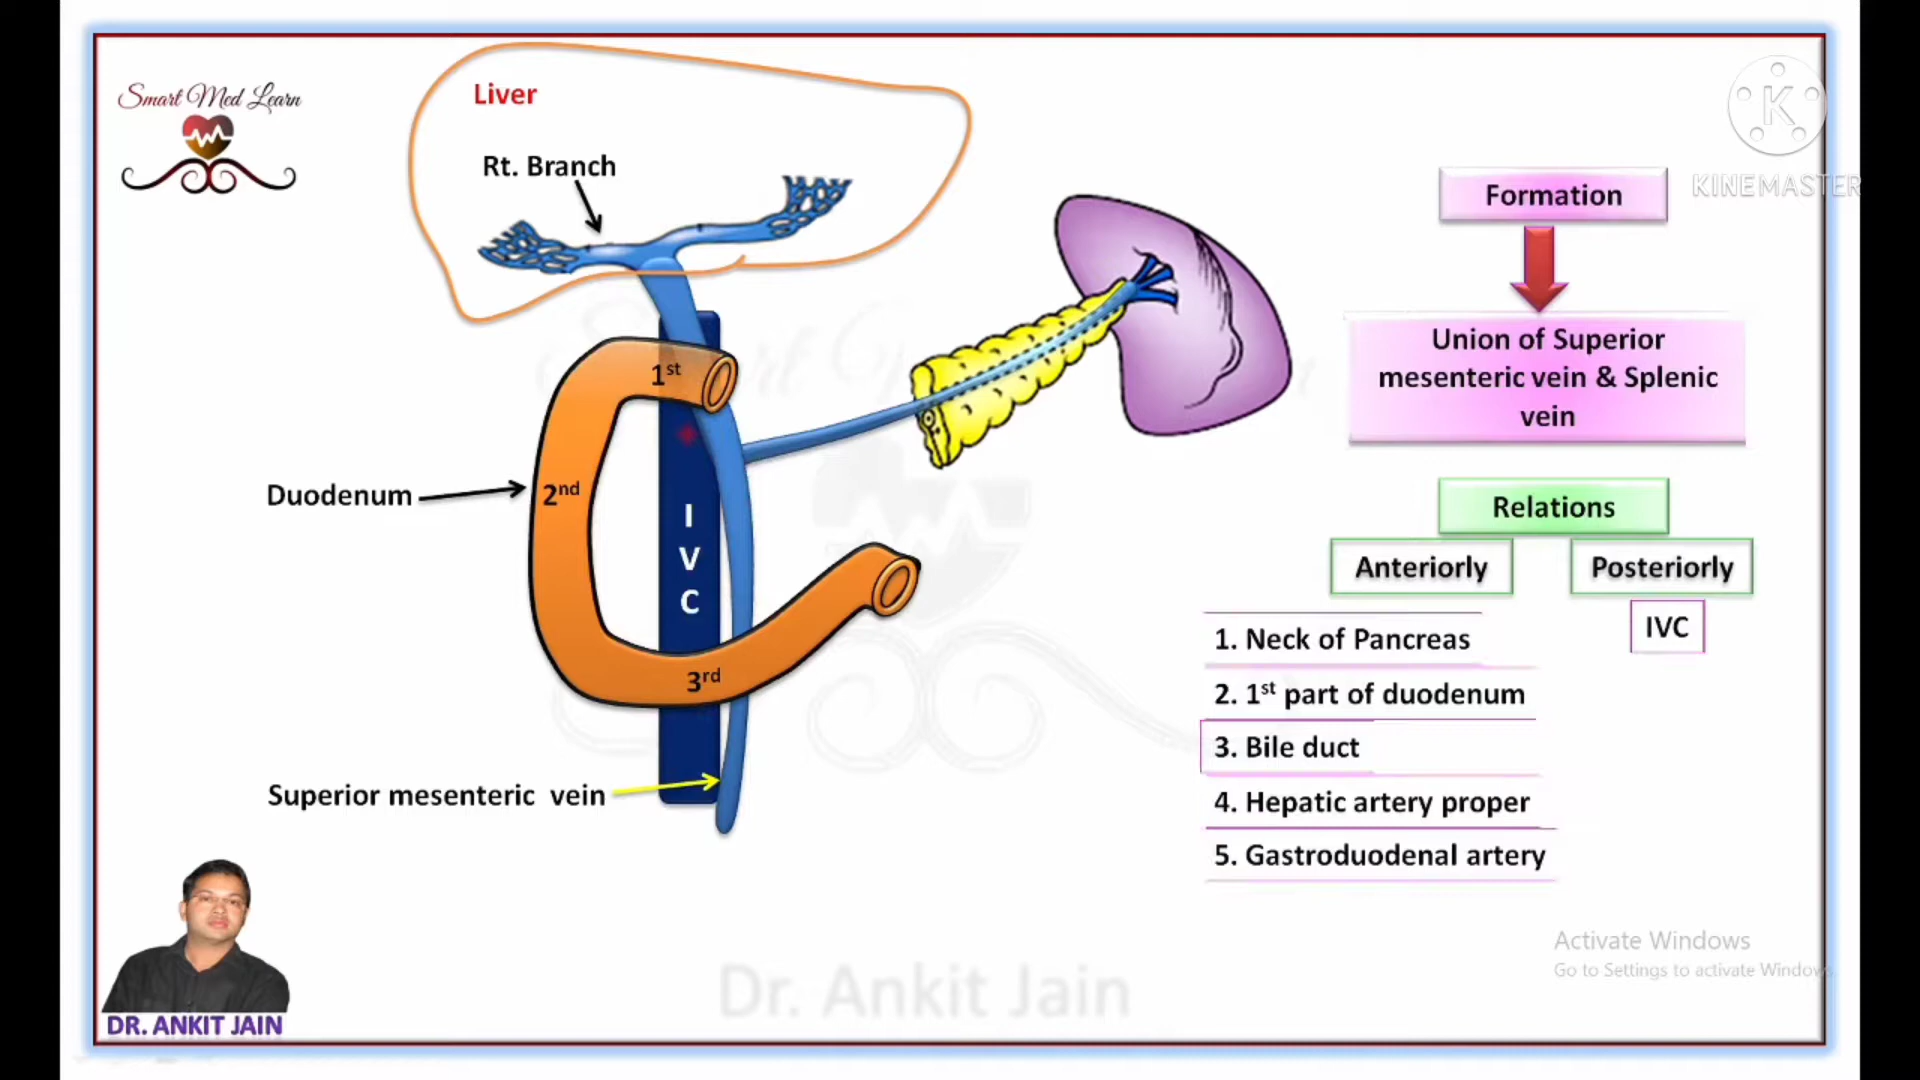 Smart Med Learn
Liver
Rt. Branch
1st
2nd
Duodenum
I
V
C
3rd
Superior mesenteric vein
DR. ANKIT JAIN
Dr. Ankit Jain
K
KINEMASTER
Formation
Union of Superior
mesenteric vein & Splenic
vein
Relations
Anteriorly
Posteriorly
IVC
1. Neck of Pancreas
2. 1st part of duodenum
3. Bile duct
4. Hepatic artery proper
5. Gastroduodenal artery
Activate Windows
Go to Settings to activate Windows